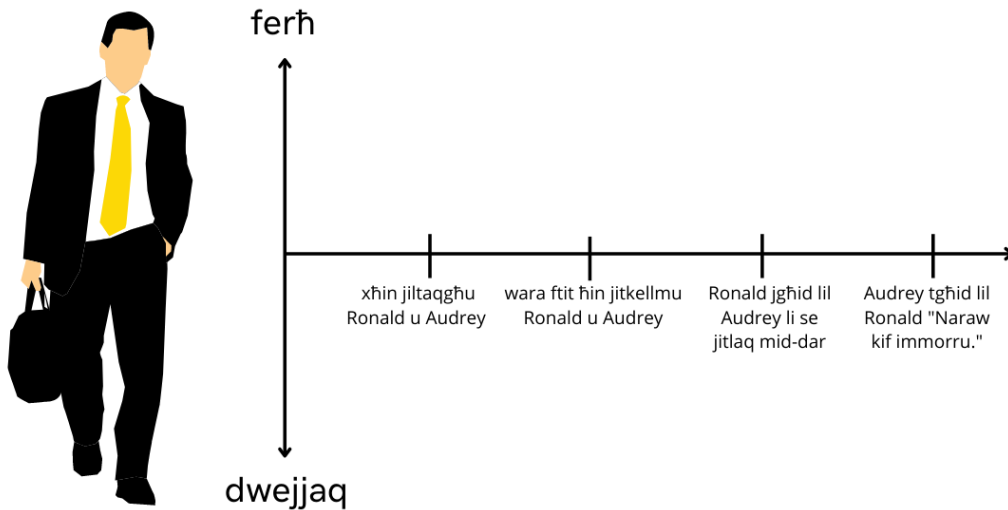 ferħ
xħin jiltaqgħu
Ronald u Audrey
wara ftit ħin jitkellmu
Ronald u Audrey
Ronald jgħid lil
Audrey li se
jitlaq mid-dar
Audrey tgħid lil
Ronald "Naraw
kif immorru."
dwejjaq